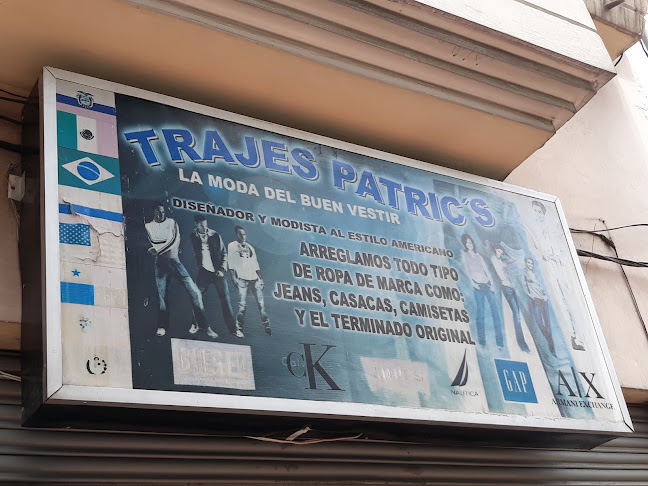 TRAJES PATRIC´S
LA MODA DEL BUEN VESTIR
DISEÑADOR Y MODISTA AL ESTILO AMERICANO
ARREGLAMOS TODO TIPO
DE ROPA DE MARCA COMO:
JEANS, CASACAS, CAMISETAS
Y EL TERMINADO ORIGINAL
DIESEL
CK
NAUTICA
GAP
A|X
ARMANI EXCHANGE